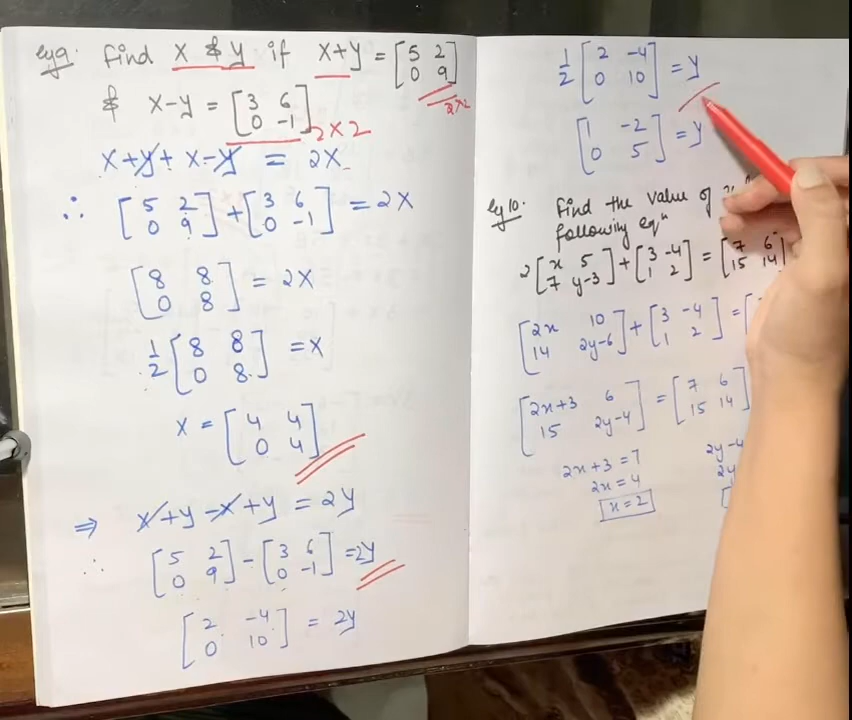 eg 9. Find X & Y if X+Y = [5 2
0 9]
& X-Y = [3 6
0 -1] 2×2 2×2
X+Y+X-Y = 2X
∴ [5 2
0 9] + [3 6
0 -1] = 2X
[8 8
0 8] = 2X
1/2 [8 8
0 8] = X
X = [4 4
0 4]
⇒ X+Y-X+Y = 2Y
∴ [5 2
0 9] - [3 6
0 -1] = 2Y
[2 -4
0 10] = 2Y
1/2 [2 -4
0 10] = Y
[1 -2
0 5] = Y
eg 10. Find the value of
following eqⁿ
2 [x 5
7 y-3] + [3 -4
1 2] = [7 6
15 14]
[2x 10
14 2y-6] + [3 -4
1 2] = [
[2x+3 6
15 2y-4] = [7 6
15 14]
2x+3 = 7 2y-4
2x = 4 2y
x = 2